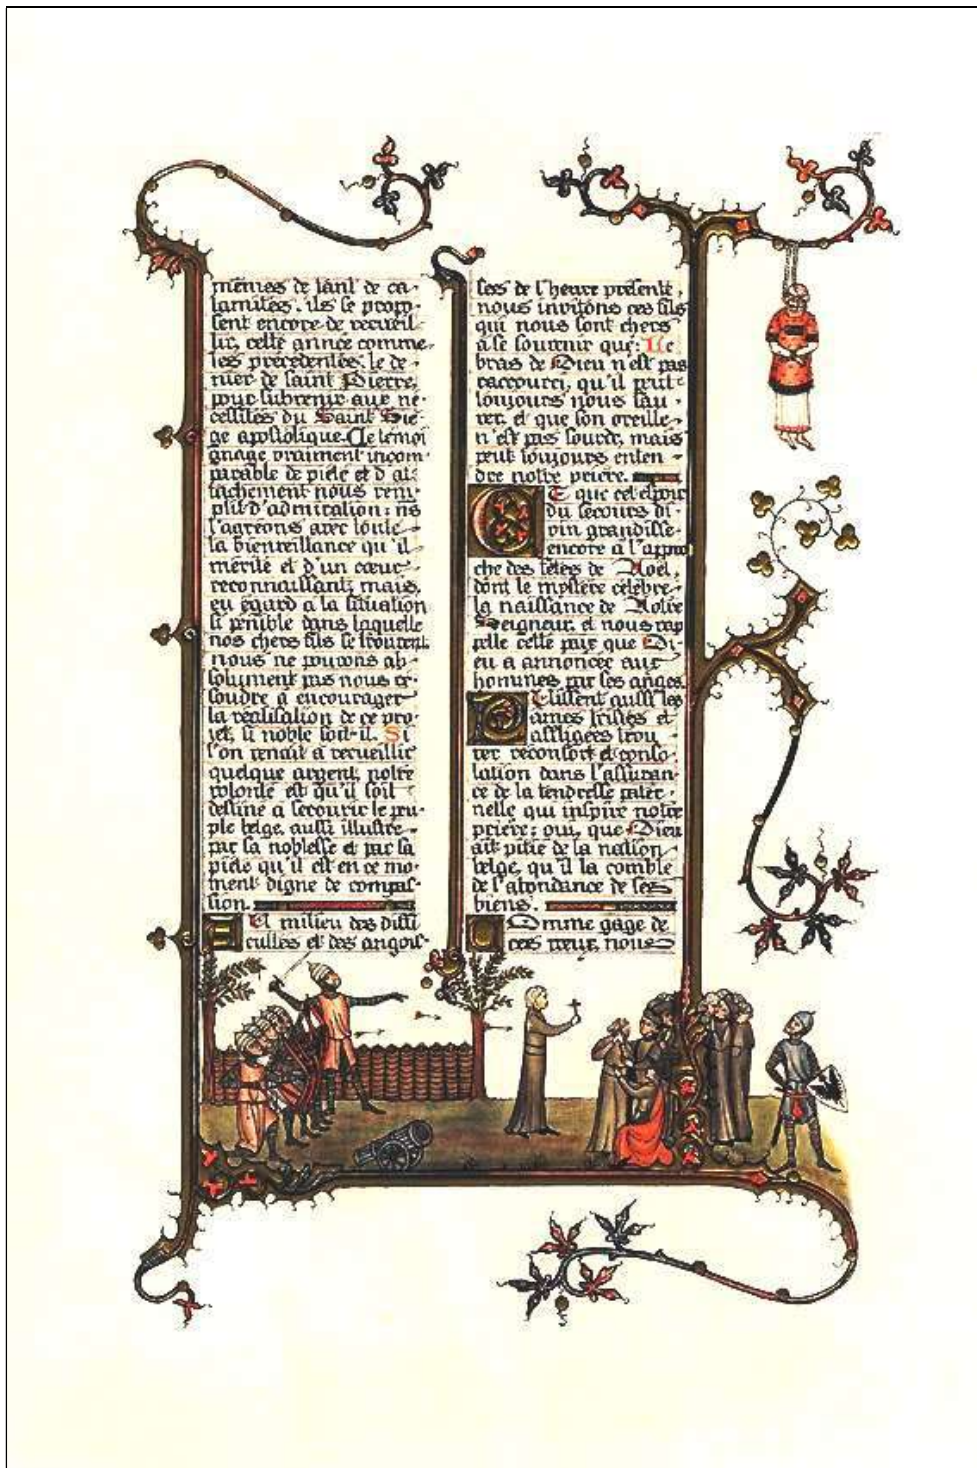 mêmes de tant de ca-
lamitées, ils se propo-
sent encore de recueil-
lir, cette année comme
les précédentées, le de-
nier de saint Pierre,
pour subvenir aux né-
cessités du Saint Siè-
ge apostolique. Ce témoi
gnage vraiment incom-
parable de piété et d'at-
tachement nous rem-
plit d'admiration: ns
l'agréons avec toute
la bienveillance qu'il
mérite et d'un cœur
reconnaissant; mais,
eu égard à la situation
si pénible dans laquelle
nos chers fils se trouvent
nous ne pouvons ab-
solument pas nous ré-
soudre à encourager
la réalisation de ce pro-
jet, si noble soit-il. Si
l'on tenait à recueillir
quelque argent, notre
volonté est qu'il soit
destiné à secourir le peu-
ple belge, aussi illustre
par sa noblesse et par sa
piété qu'il est en ce mo-
ment digne de compas-
sion.
milieu des diffi
cultés et des angois-
ses de l'heure présente,
nous invitons ces fils
qui nous sont chers
à se souvenir que: Le
bras de Dieu n'est pas
raccourci, qu'il peut
toujours nous sau-
ver, et que son oreille
n'est pas sourde, mais
peut toujours enten-
dre notre prière.
ET que cet espoir
du secours di-
vin grandisse
encore à l'appro
che des fêtes de Noël,
dont le mystère célèbre
la naissance de Notre
Seigneur, et nous rap
pelle celle paix que Di-
eu a annoncée aux
hommes par ses anges.
PUissent aussi les
âmes tristes et
affligées trou-
ver réconfort et conso-
lation dans l'assuran-
ce de la tendresse pater-
nelle qui inspire notre
prière: oui, que Dieu
ait pitié de la nation
belge, qu'il la comble
de l'abondance de ses
biens.
COmme gage de
ces vœux, nous